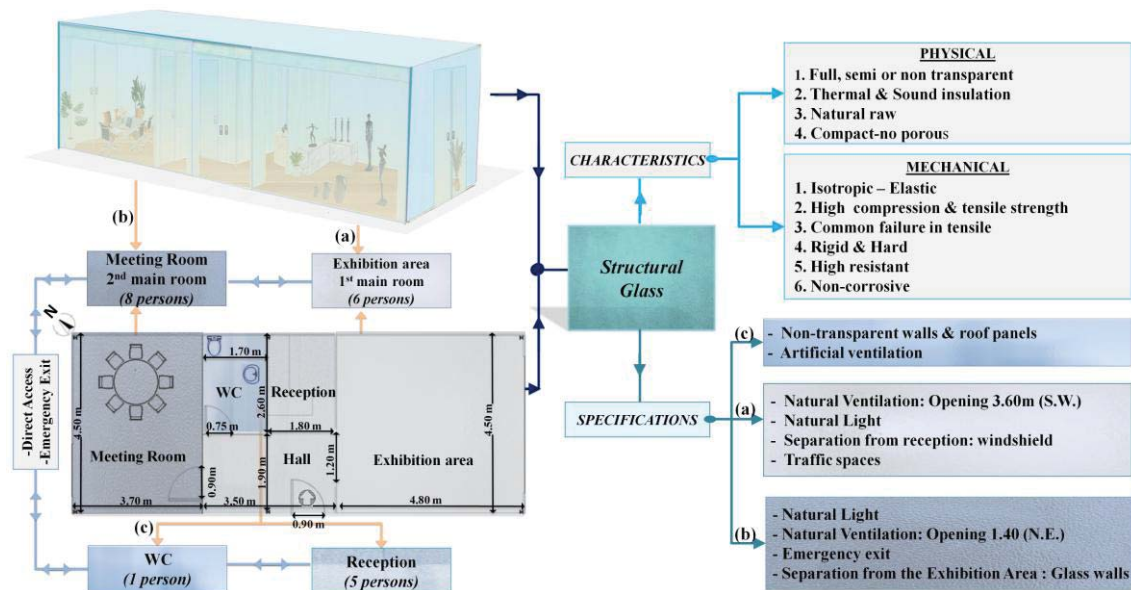 PHYSICAL
1. Full, semi or non transparent
2. Thermal & Sound insulation
3. Natural raw
4. Compact-no porous
CHARACTERISTICS
MECHANICAL
1. Isotropic – Elastic
2. High compression & tensile strength
3. Common failure in tensile
4. Rigid & Hard
5. High resistant
6. Non-corrosive
(b)
(a)
Meeting Room
2nd main room
(8 persons)
Exhibition area
1st main room
(6 persons)
Structural
Glass
N
-Direct Access
-Emergency Exit
4.50 m
1.70 m
WC
2.60 m
Reception
0.75 m
1.80 m
Meeting Room
0.90m
1.90 m
Hall
1.20 m
Exhibition area
4.50 m
3.70 m
3.50 m
0.90 m
4.80 m
(c)
WC
(1 person)
Reception
(5 persons)
SPECIFICATIONS
(c)
- Non-transparent walls & roof panels
- Artificial ventilation
(a)
- Natural Ventilation: Opening 3.60m (S.W.)
- Natural Light
- Separation from reception: windshield
- Traffic spaces
(b)
- Natural Light
- Natural Ventilation: Opening 1.40 (N.E.)
- Emergency exit
- Separation from the Exhibition Area : Glass walls